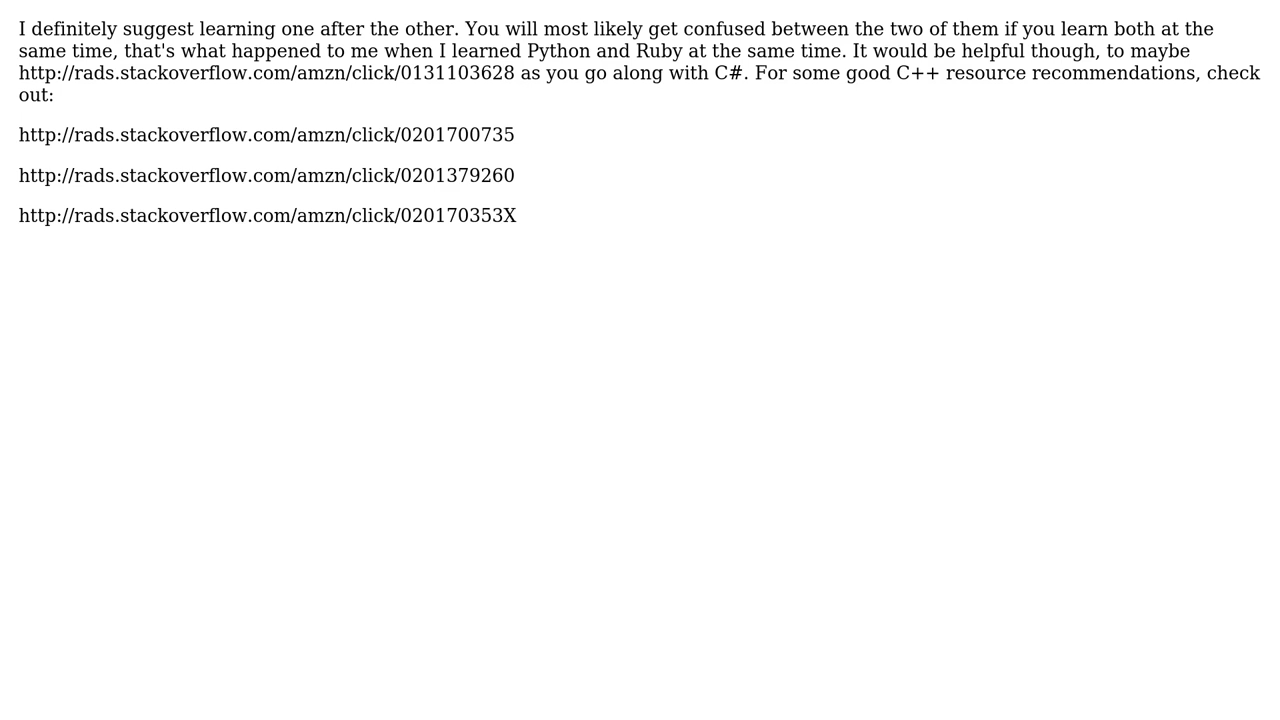 I definitely suggest learning one after the other. You will most likely get confused between the two of them if you learn both at the
same time, that's what happened to me when I learned Python and Ruby at the same time. It would be helpful though, to maybe
http://rads.stackoverflow.com/amzn/click/0131103628 as you go along with C#. For some good C++ resource recommendations, check
out:
http://rads.stackoverflow.com/amzn/click/0201700735
http://rads.stackoverflow.com/amzn/click/0201379260
http://rads.stackoverflow.com/amzn/click/020170353X